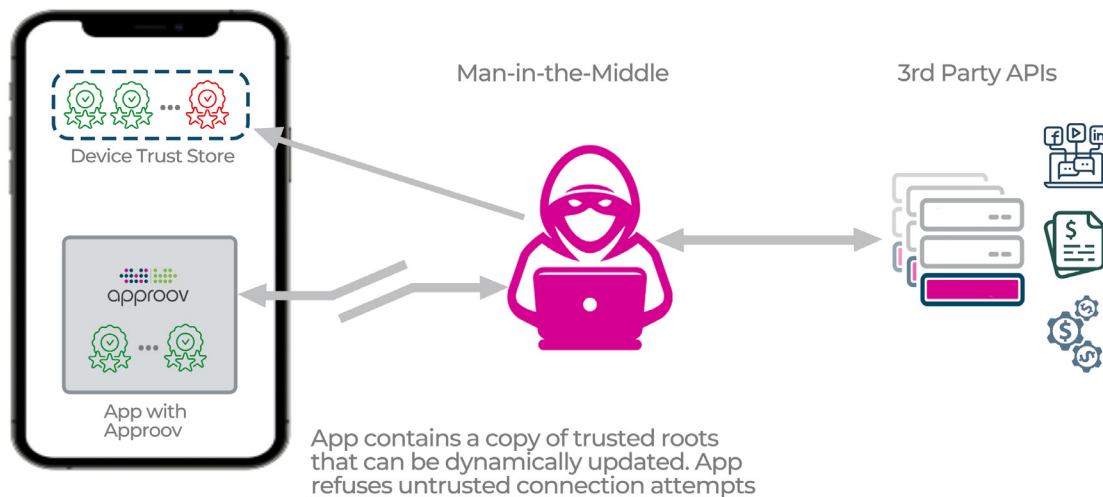 Man-in-the-Middle
3rd Party APIs
Device Trust Store
approov
App with
Approov
App contains a copy of trusted roots
that can be dynamically updated. App
refuses untrusted connection attempts
f
in
$
$
$